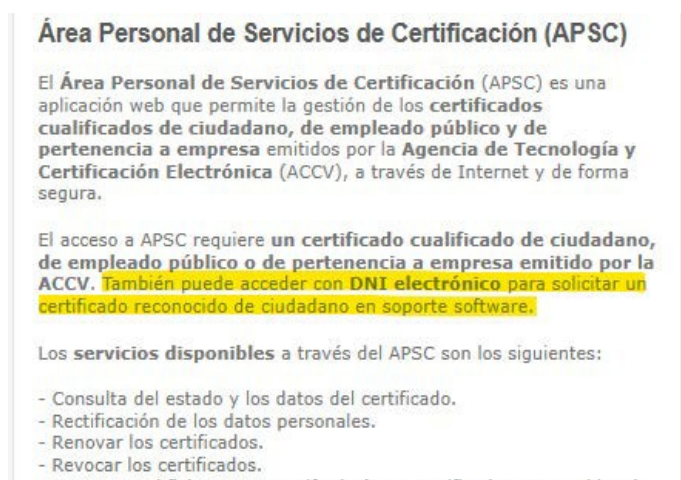 Área Personal de Servicios de Certificación (APSC)
El Área Personal de Servicios de Certificación (APSC) es una
aplicación web que permite la gestión de los certificados
cualificados de ciudadano, de empleado público y de
pertenencia a empresa emitidos por la Agencia de Tecnología y
Certificación Electrónica (ACCV), a través de Internet y de forma
segura.
El acceso a APSC requiere un certificado cualificado de ciudadano,
de empleado público o de pertenencia a empresa emitido por la
ACCV. También puede acceder con DNI electrónico para solicitar un
certificado reconocido de ciudadano en soporte software.
Los servicios disponibles a través del APSC son los siguientes:
- Consulta del estado y los datos del certificado.
- Rectificación de los datos personales.
- Renovar los certificados.
- Revocar los certificados.